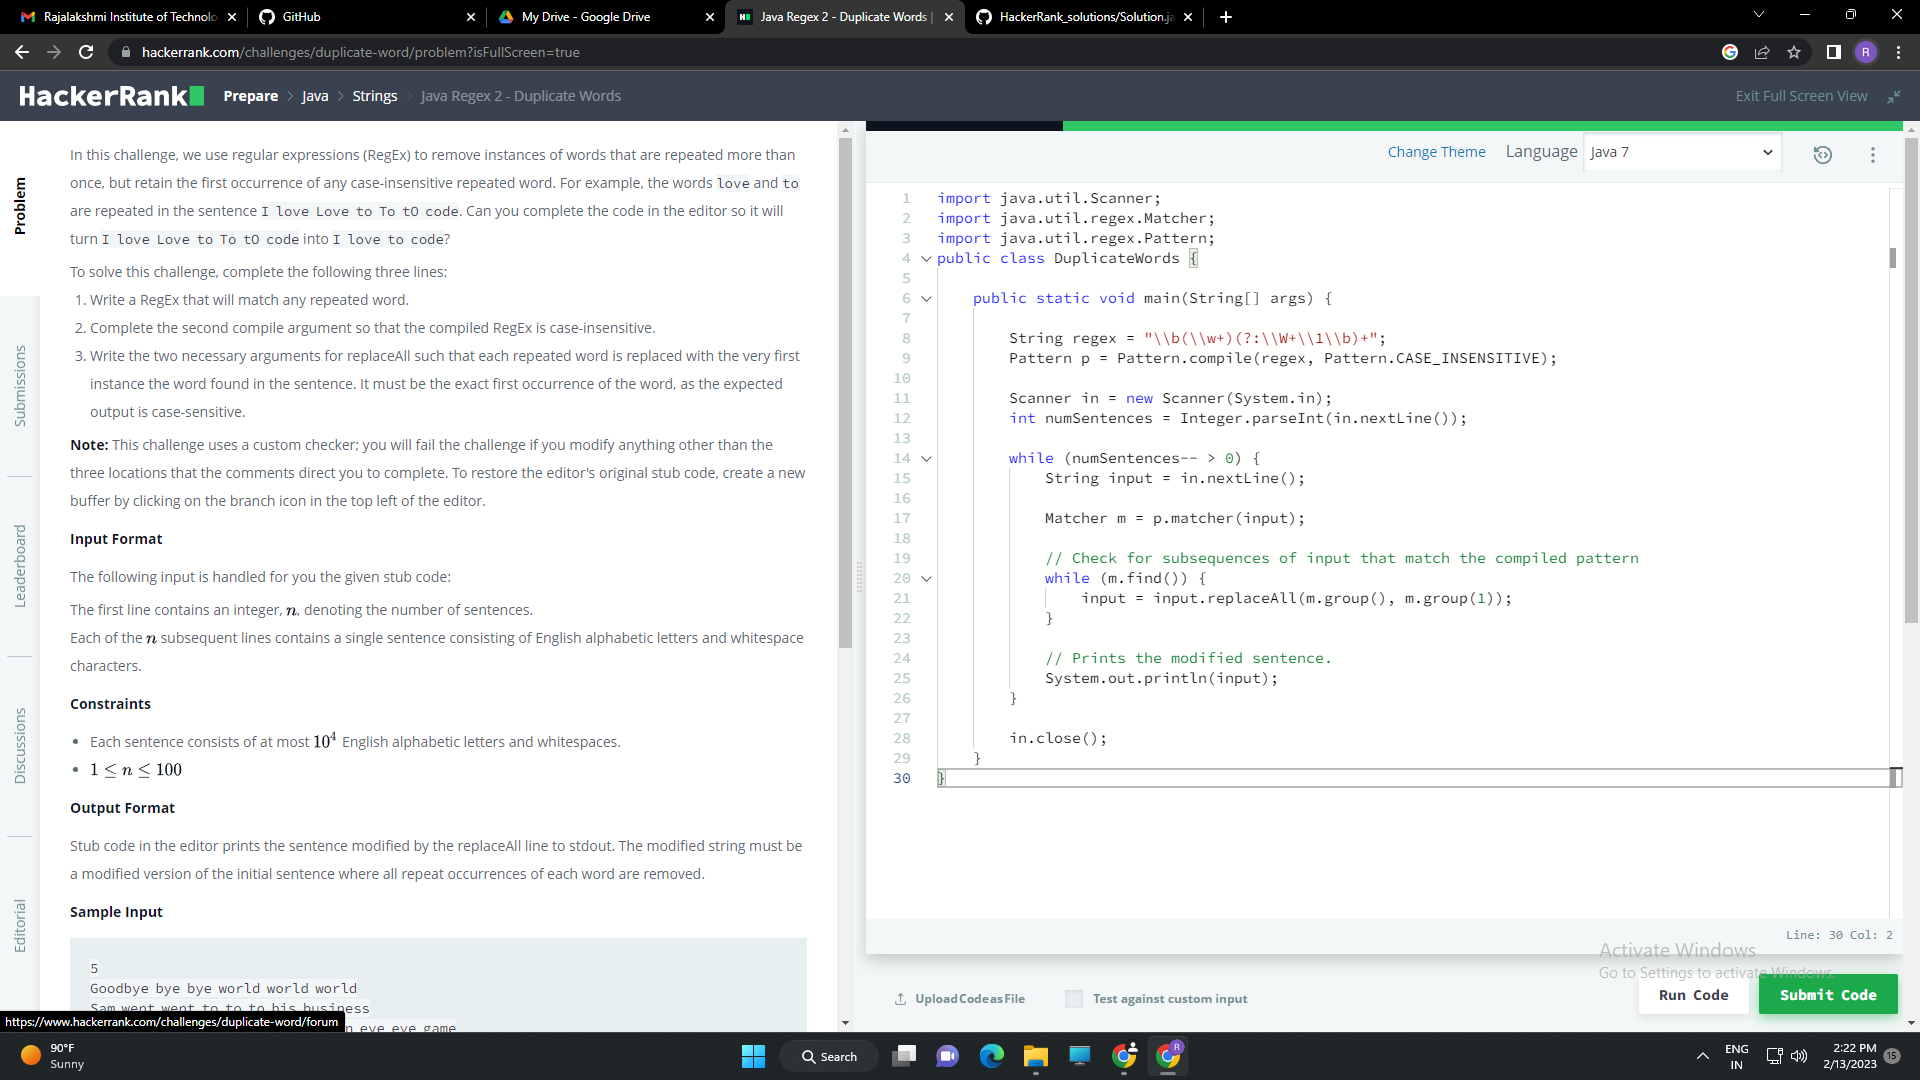 Rajalakshmi Institute of Technolo
GitHub
My Drive - Google Drive
Java Regex 2 - Duplicate Words |
HackerRank_solutions/Solution.ja
hackerrank.com/challenges/duplicate-word/problem?isFullScreen=true
R
HackerRank
Prepare > Java > Strings > Java Regex 2 - Duplicate Words
Exit Full Screen View
Problem
Submissions
Leaderboard
Discussions
Editorial
In this challenge, we use regular expressions (RegEx) to remove instances of words that are repeated more than
once, but retain the first occurrence of any case-insensitive repeated word. For example, the words love and to
are repeated in the sentence I love Love to To tO code. Can you complete the code in the editor so it will
turn I love Love to To tO code into I love to code?
To solve this challenge, complete the following three lines:
1. Write a RegEx that will match any repeated word.
2. Complete the second compile argument so that the compiled RegEx is case-insensitive.
3. Write the two necessary arguments for replaceAll such that each repeated word is replaced with the very first
instance the word found in the sentence. It must be the exact first occurrence of the word, as the expected
output is case-sensitive.
Note: This challenge uses a custom checker; you will fail the challenge if you modify anything other than the
three locations that the comments direct you to complete. To restore the editor's original stub code, create a new
buffer by clicking on the branch icon in the top left of the editor.
Input Format
The following input is handled for you the given stub code:
The first line contains an integer, n, denoting the number of sentences.
Each of the n subsequent lines contains a single sentence consisting of English alphabetic letters and whitespace
characters.
Constraints
• Each sentence consists of at most 10⁴ English alphabetic letters and whitespaces.
• 1 ≤ n ≤ 100
Output Format
Stub code in the editor prints the sentence modified by the replaceAll line to stdout. The modified string must be
a modified version of the initial sentence where all repeat occurrences of each word are removed.
Sample Input
5
Goodbye bye bye world world world
Sam went went to to to his business
n eye eye game
https://www.hackerrank.com/challenges/duplicate-word/forum
Change Theme Language Java 7
1 import java.util.Scanner;
2 import java.util.regex.Matcher;
3 import java.util.regex.Pattern;
4 public class DuplicateWords {
5
6 public static void main(String[] args) {
7
8 String regex = "\\b(\\w+)(?:\\W+\\1\\b)+";
9 Pattern p = Pattern.compile(regex, Pattern.CASE_INSENSITIVE);
10
11 Scanner in = new Scanner(System.in);
12 int numSentences = Integer.parseInt(in.nextLine());
13
14 while (numSentences-- > 0) {
15 String input = in.nextLine();
16
17 Matcher m = p.matcher(input);
18
19 // Check for subsequences of input that match the compiled pattern
20 while (m.find()) {
21 input = input.replaceAll(m.group(), m.group(1));
22 }
23
24 // Prints the modified sentence.
25 System.out.println(input);
26 }
27
28 in.close();
29 }
30 }
Line: 30 Col: 2
Activate Windows
Go to Settings to activate Windows.
Upload Code as File
Test against custom input
Run Code
Submit Code
90°F
Sunny
Search
R
ENG
IN
2:22 PM
2/13/2023
15